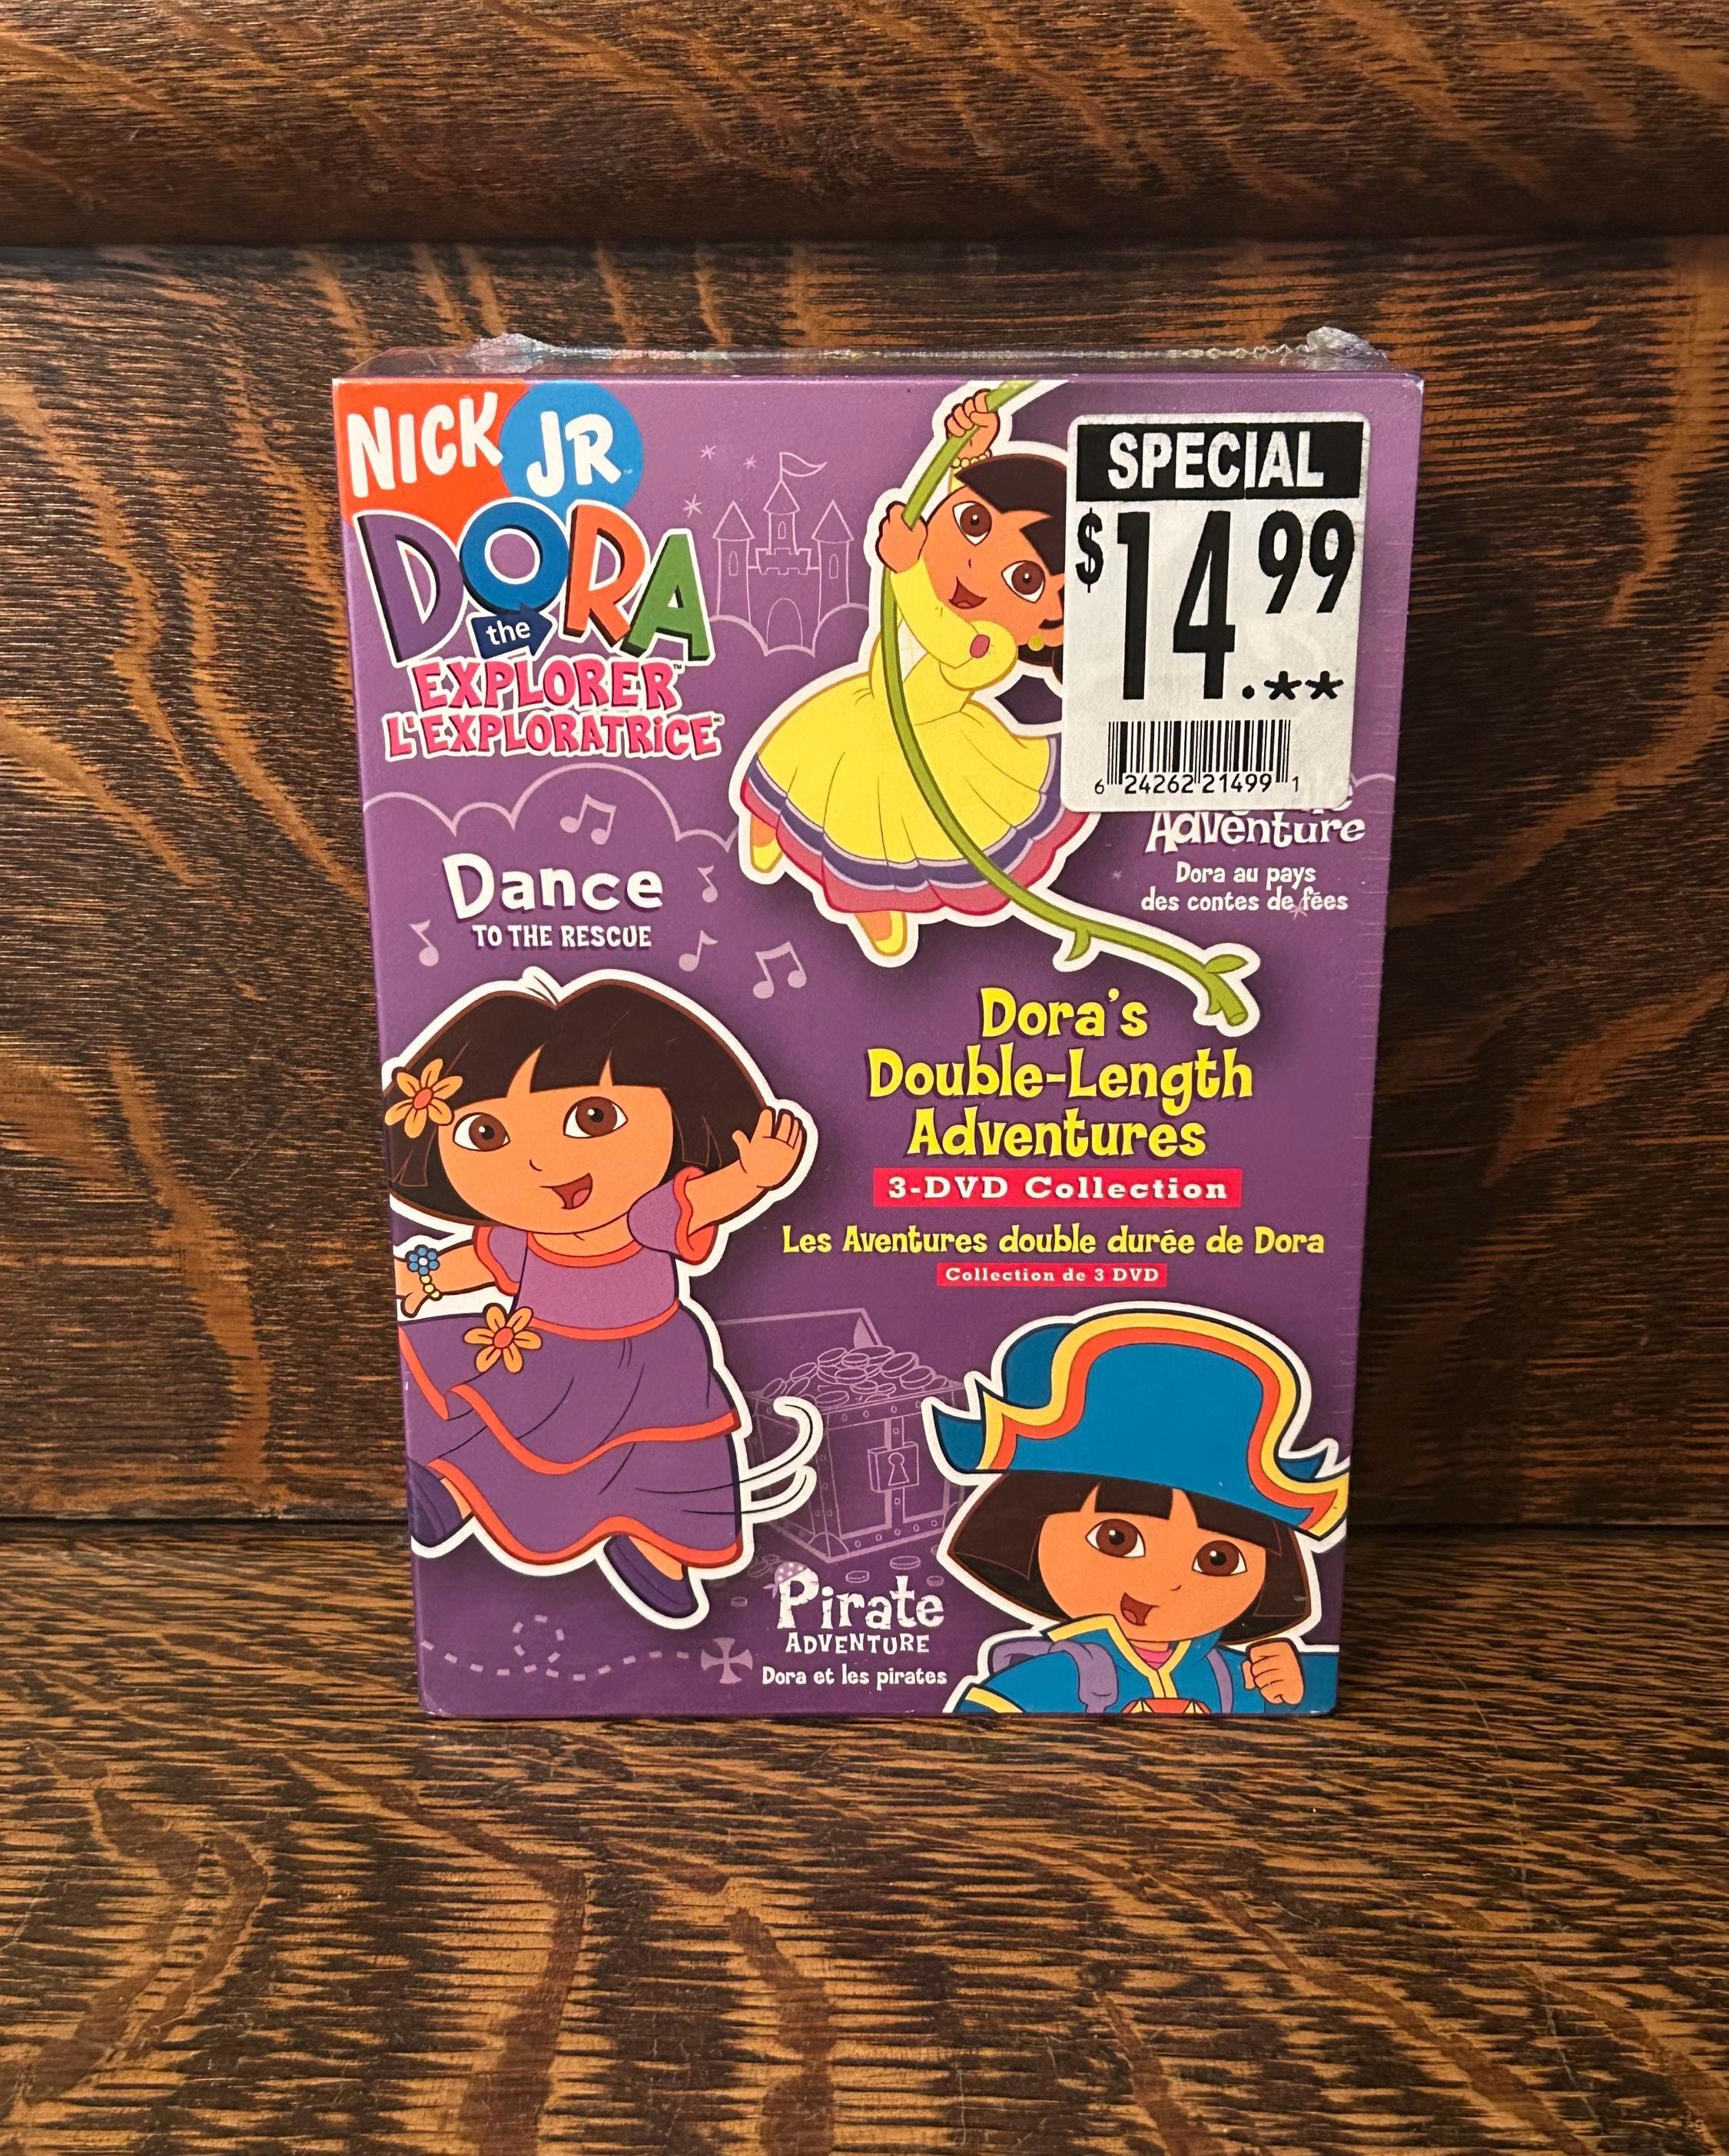 NICK JR
DORA
the
EXPLORER™
L'EXPLORATRICE
SPECIAL
$14.99
.**
6 24262 21499 1
Adventure
Dora au pays
des contes de fées
Dance
TO THE RESCUE
Dora's
Double-Length
Adventures
3-DVD Collection
Les Aventures double durée de Dora
Collection de 3 DVD
Pirate
ADVENTURE
Dora et les pirates